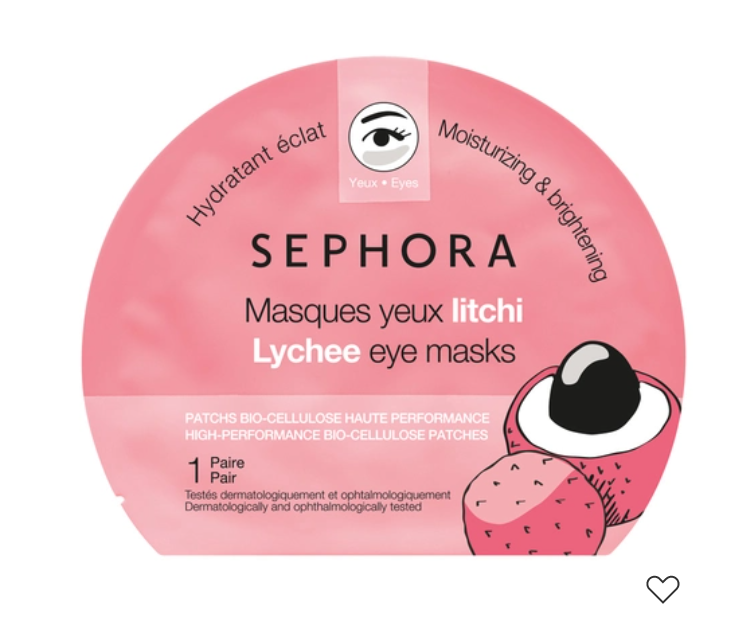 Hydratant éclat
Yeux • Eyes
Moisturizing & brightening
SEPHORA
Masques yeux litchi
Lychee eye masks
PATCHS BIO-CELLULOSE HAUTE PERFORMANCE
HIGH-PERFORMANCE BIO-CELLULOSE PATCHES
1 Paire
Pair
Testés dermatologiquement et ophtalmologiquement
Dermatologically and ophthalmologically tested